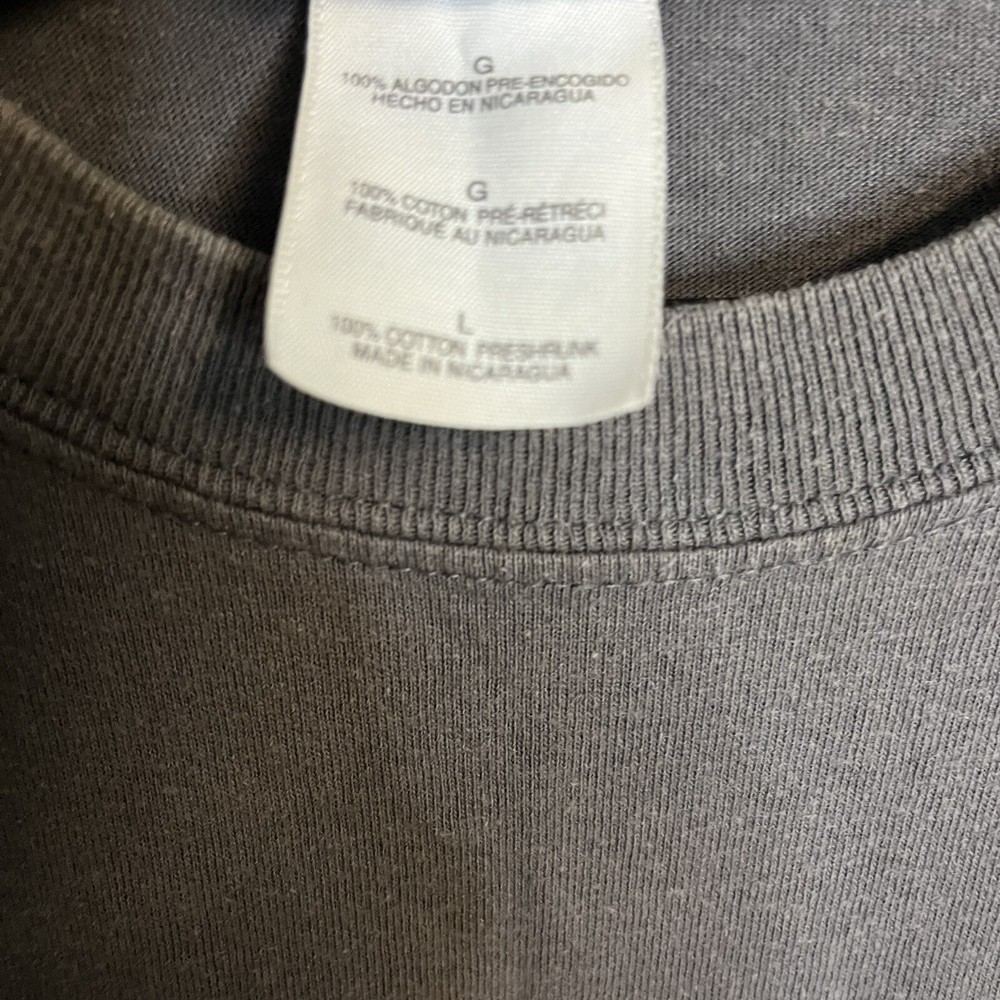 G
100% ALGODON PRE-ENCOGIDO
HECHO EN NICARAGUA
G
100% COTON PRÉ-RÉTRÉCI
FABRIQUÉ AU NICARAGUA
L
100% COTTON PRESHRUNK
MADE IN NICARAGUA